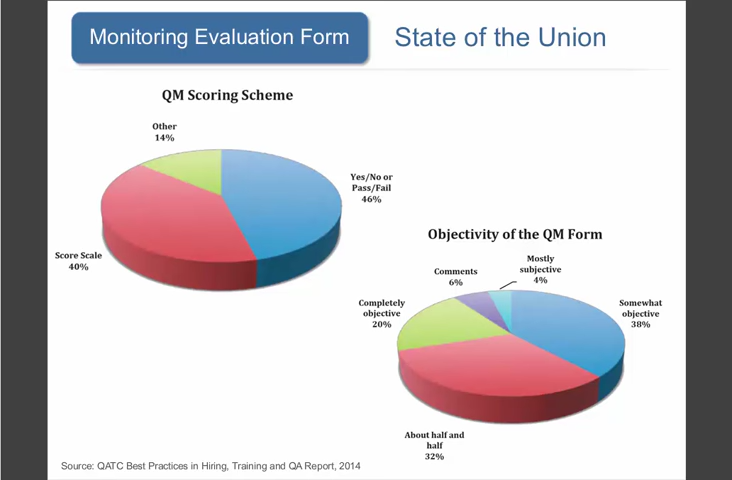 Monitoring Evaluation Form
State of the Union
QM Scoring Scheme
Other
14%
Yes/No or
Pass/Fail
46%
Score Scale
40%
Objectivity of the QM Form
Mostly
subjective
4%
Comments
6%
Completely
objective
20%
Somewhat
objective
38%
About half and
half
32%
Source: QATC Best Practices in Hiring, Training and QA Report, 2014